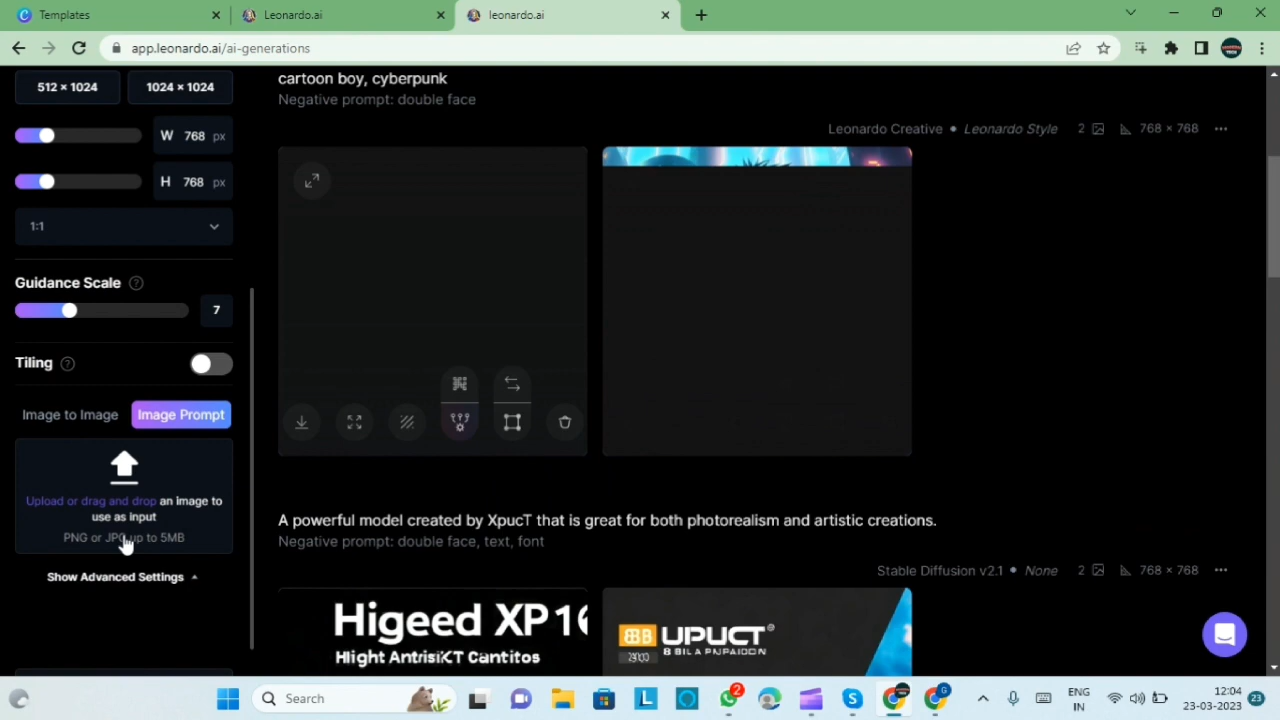 Templates
Leonardo.ai
leonardo.ai
app.leonardo.ai/ai-generations
512 × 1024
1024 × 1024
W 768 px
H 768 px
1:1
Guidance Scale
7
Tiling
Image to Image
Image Prompt
Upload or drag and drop an image to
use as input
PNG or JPG up to 5MB
Show Advanced Settings
cartoon boy, cyberpunk
Negative prompt: double face
Leonardo Creative • Leonardo Style 2 768 × 768
A powerful model created by XpucT that is great for both photorealism and artistic creations.
Negative prompt: double face, text, font
Stable Diffusion v2.1 • None 2 768 × 768
Higeed XP16
Hlight AntrisiKT Cantitos
UPUCT
Search
2
ENG
IN
12:04
23-03-2023
23